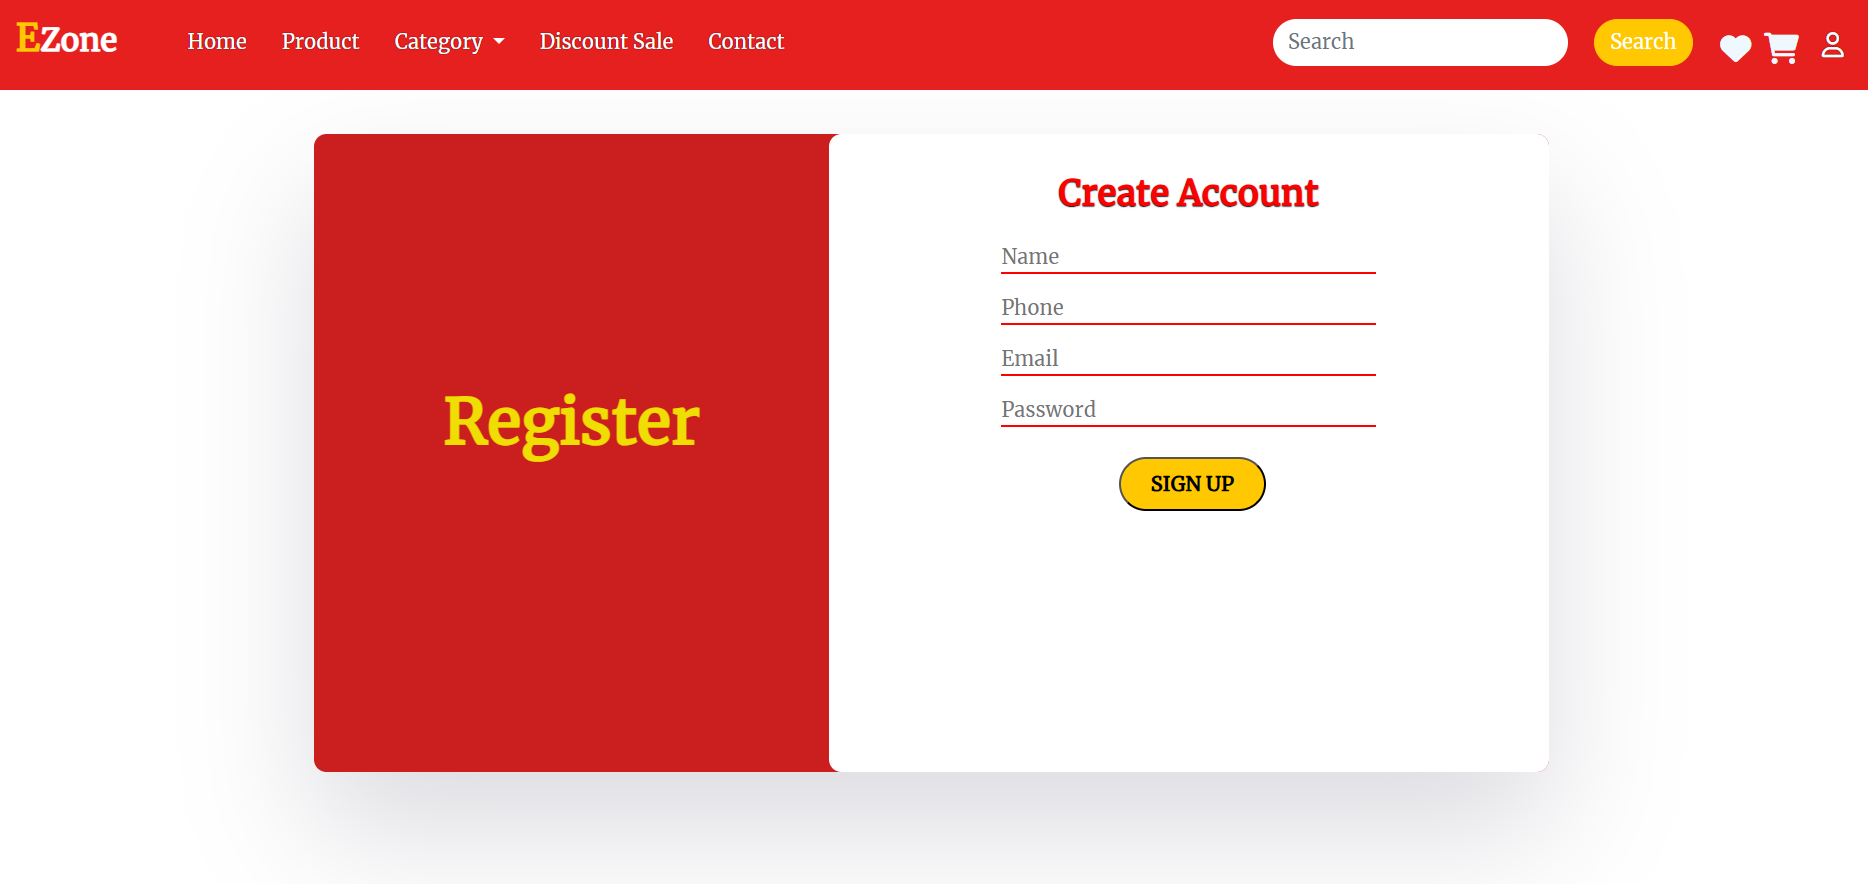 EZone
Home Product Category Discount Sale Contact
Search
Search
Register
Create Account
Name
Phone
Email
Password
SIGN UP